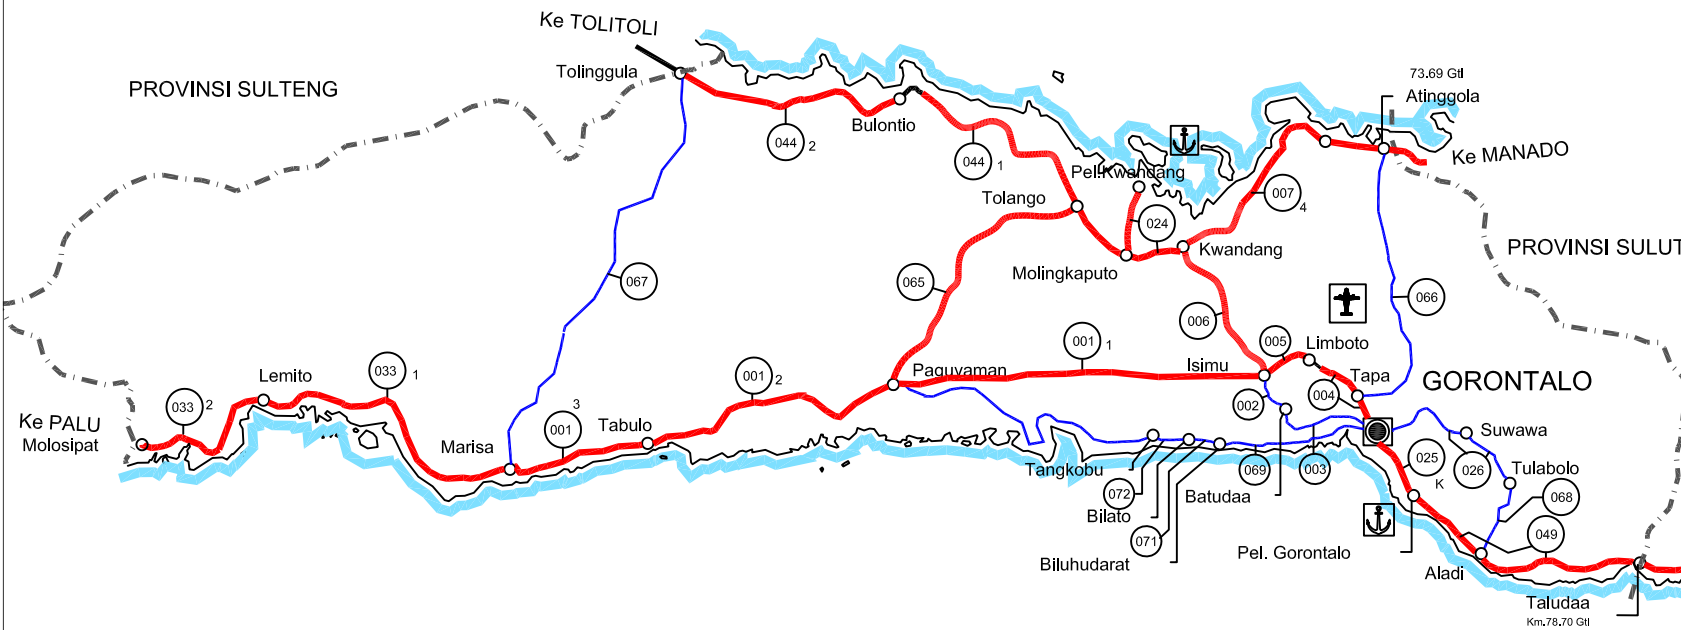 Ke TOLITOLI
Tolinggula
PROVINSI SULTENG
73.69 Gtl
Atinggola
Bulontio
044 2
044 1
Ke MANADO
Pel.Kwandang
Tolango
007 4
024
Kwandang
PROVINSI SULUT
Molingkaputo
067
065
066
006
001 1
Isimu
005
Limboto
Lemito
033 1
001 2
Paguyaman
Tapa
GORONTALO
004
002
033 2
Ke PALU
Molosipat
3
001
Tabulo
Marisa
Suwawa
Tangkobu
069
003
025
K
026
Tulabolo
072
Batudaa
068
Bilato
071
Biluhudarat
Pel. Gorontalo
049
Aladi
Taludaa
Km.78.70 Gtl